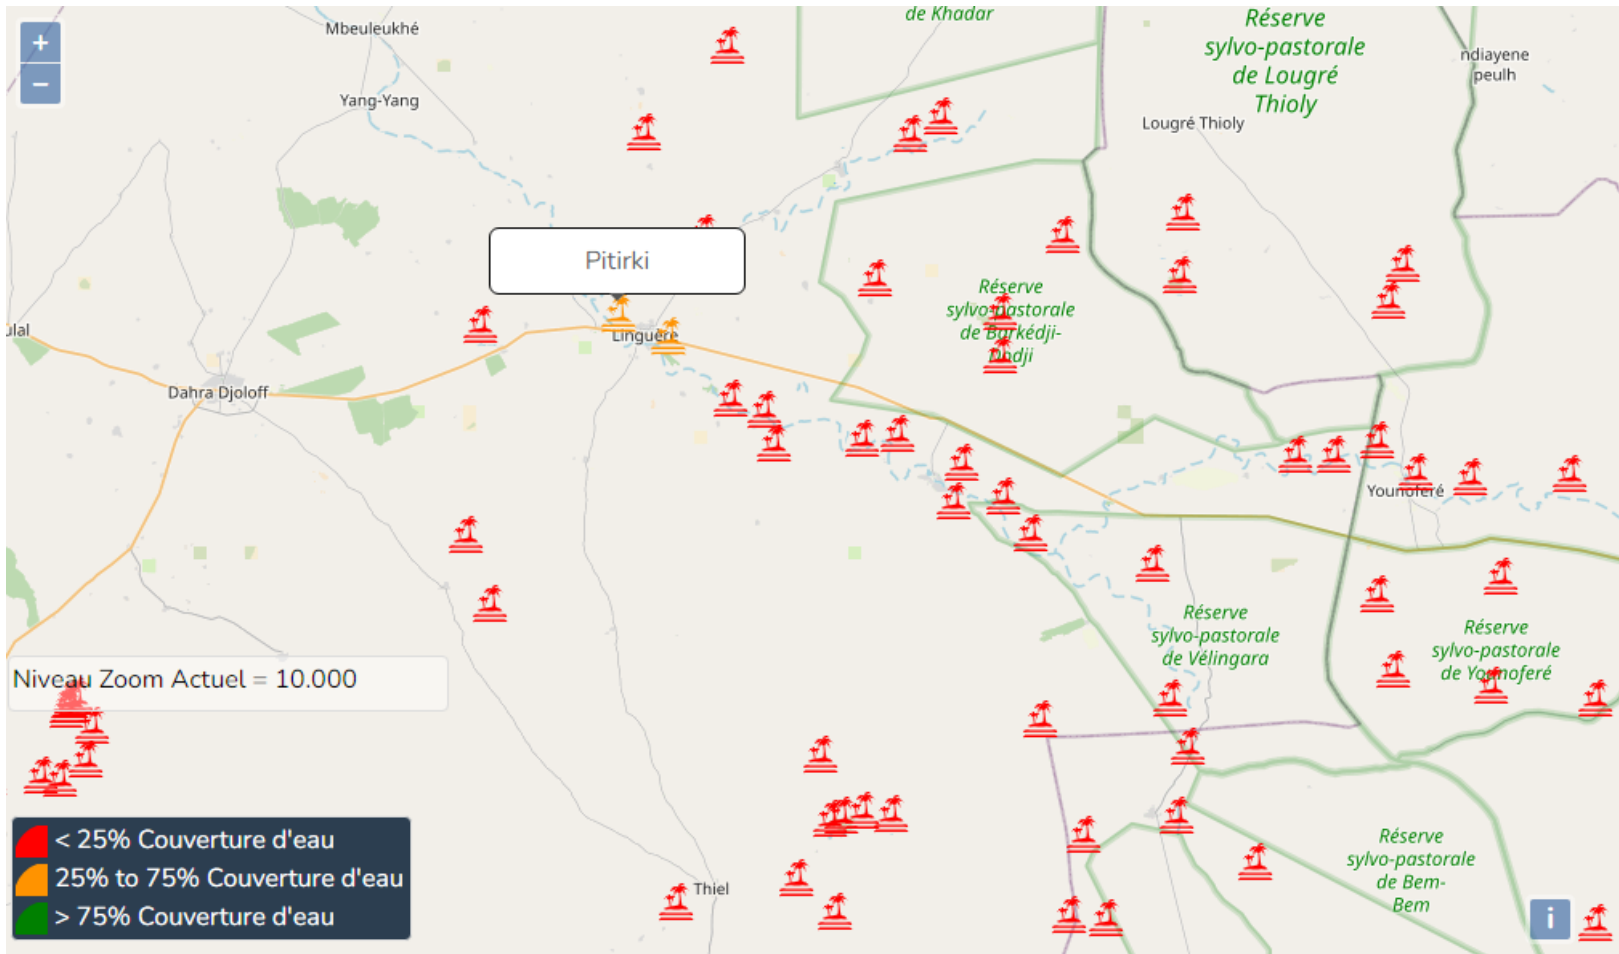 de Khadar
Mbeuleukhé
Réserve
sylvo-pastorale
de Lougré
Thioly
ndiayene
peulh
+
−
Yang-Yang
Lougré Thioly
Pitirki
Réserve
sylvo-pastorale
de Barkédji-
Dodji
ulal
Linguère
Dahra Djoloff
Younoféré
Réserve
sylvo-pastorale
de Vélingara
Réserve
sylvo-pastorale
de Younoferé
Niveau Zoom Actuel = 10.000
< 25% Couverture d'eau
25% to 75% Couverture d'eau
> 75% Couverture d'eau
Thiel
Réserve
sylvo-pastorale
de Bem-
Bem
i